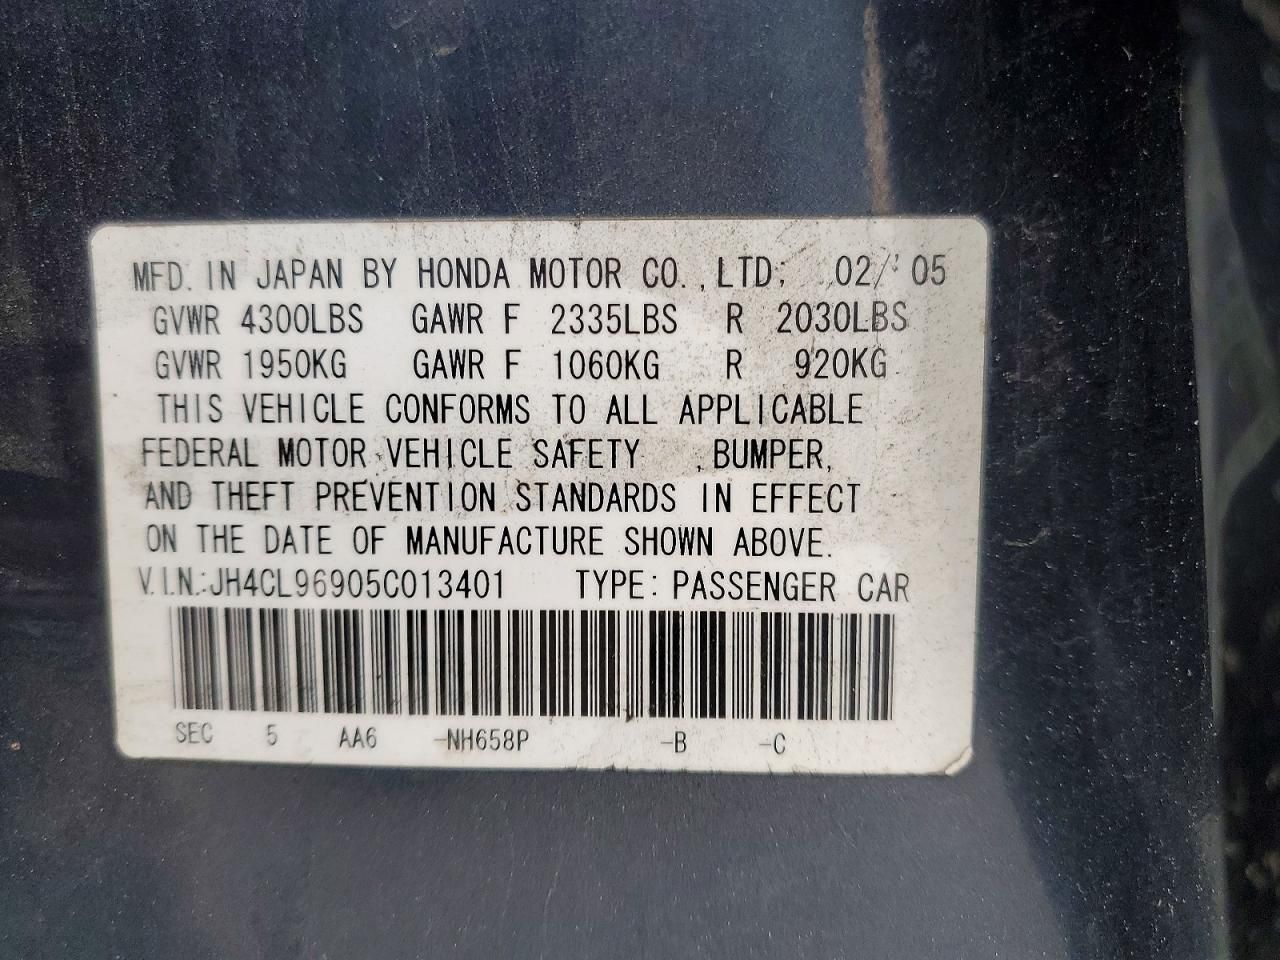 MFD. IN JAPAN BY HONDA MOTOR CO., LTD; 02/'05
GVWR 4300LBS GAWR F 2335LBS R 2030LBS
GVWR 1950KG GAWR F 1060KG R 920KG
THIS VEHICLE CONFORMS TO ALL APPLICABLE
FEDERAL MOTOR VEHICLE SAFETY , BUMPER,
AND THEFT PREVENTION STANDARDS IN EFFECT
ON THE DATE OF MANUFACTURE SHOWN ABOVE.
V.I.N.:JH4CL96905C013401 TYPE: PASSENGER CAR
SEC 5 AA6 -NH658P -B -C